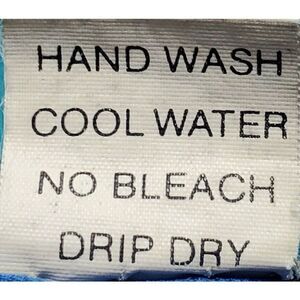 HAND WASH
COOL WATER
NO BLEACH
DRIP DRY